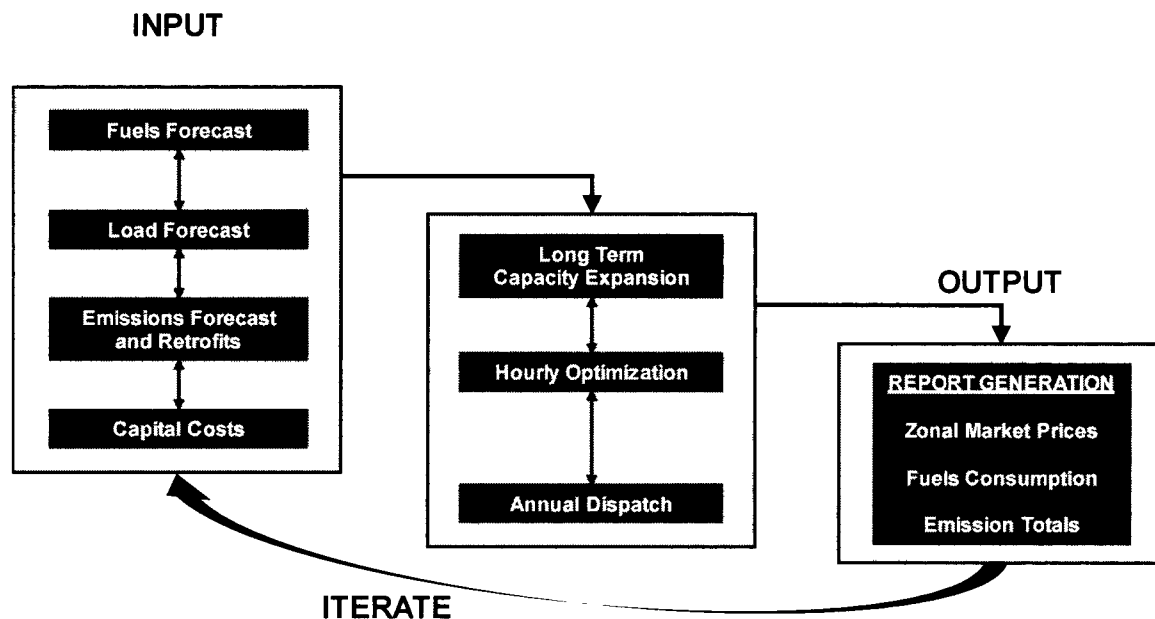 INPUT
Fuels Forecast
Load Forecast
Emissions Forecast
and Retrofits
Capital Costs
Long Term
Capacity Expansion
Hourly Optimization
Annual Dispatch
OUTPUT
REPORT GENERATION
Zonal Market Prices
Fuels Consumption
Emission Totals
ITERATE